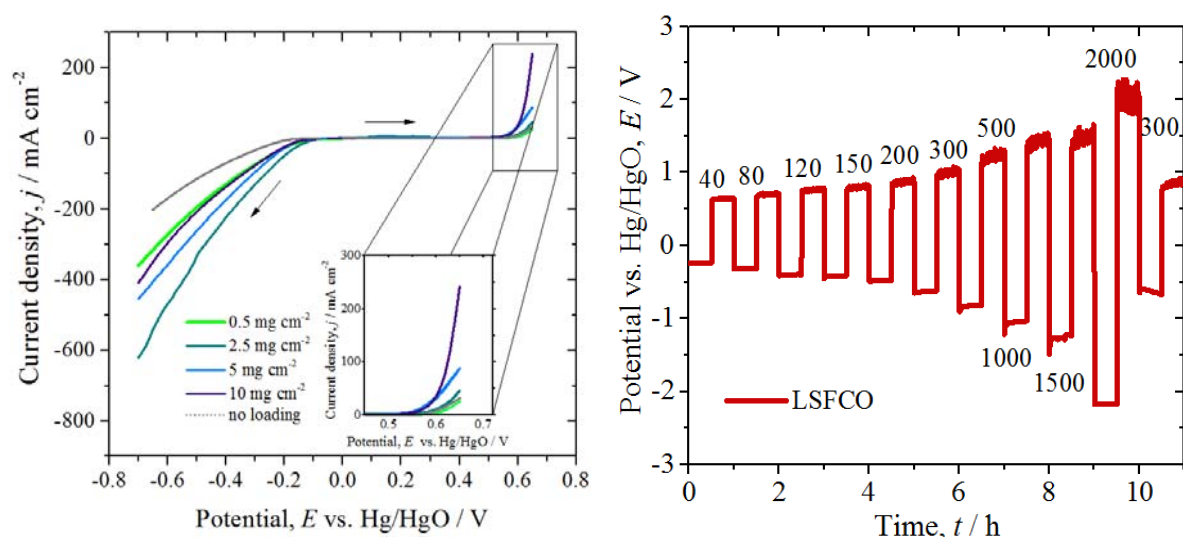 200
0
-200
-400
-600
-800
Current density, j / mA cm-2
-0.8 -0.6 -0.4 -0.2 0.0 0.2 0.4 0.6 0.8
Potential, E vs. Hg/HgO / V
0.5 mg cm-2
2.5 mg cm-2
5 mg cm-2
10 mg cm-2
no loading
300
200
100
0
Current density, j / mA cm-2
0.5 0.6 0.7
Potential, E vs. Hg/HgO / V
3
2
1
0
-1
-2
-3
Potential vs. Hg/HgO, E / V
40 80 120 150 200 300 500 2000 300
1000
1500
LSFCO
0 2 4 6 8 10
Time, t / h